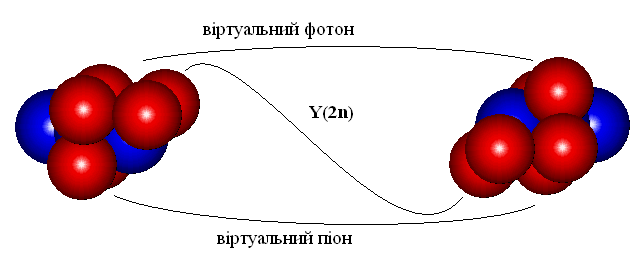 віртуальний фотон
Y(2n)
віртуальний піон